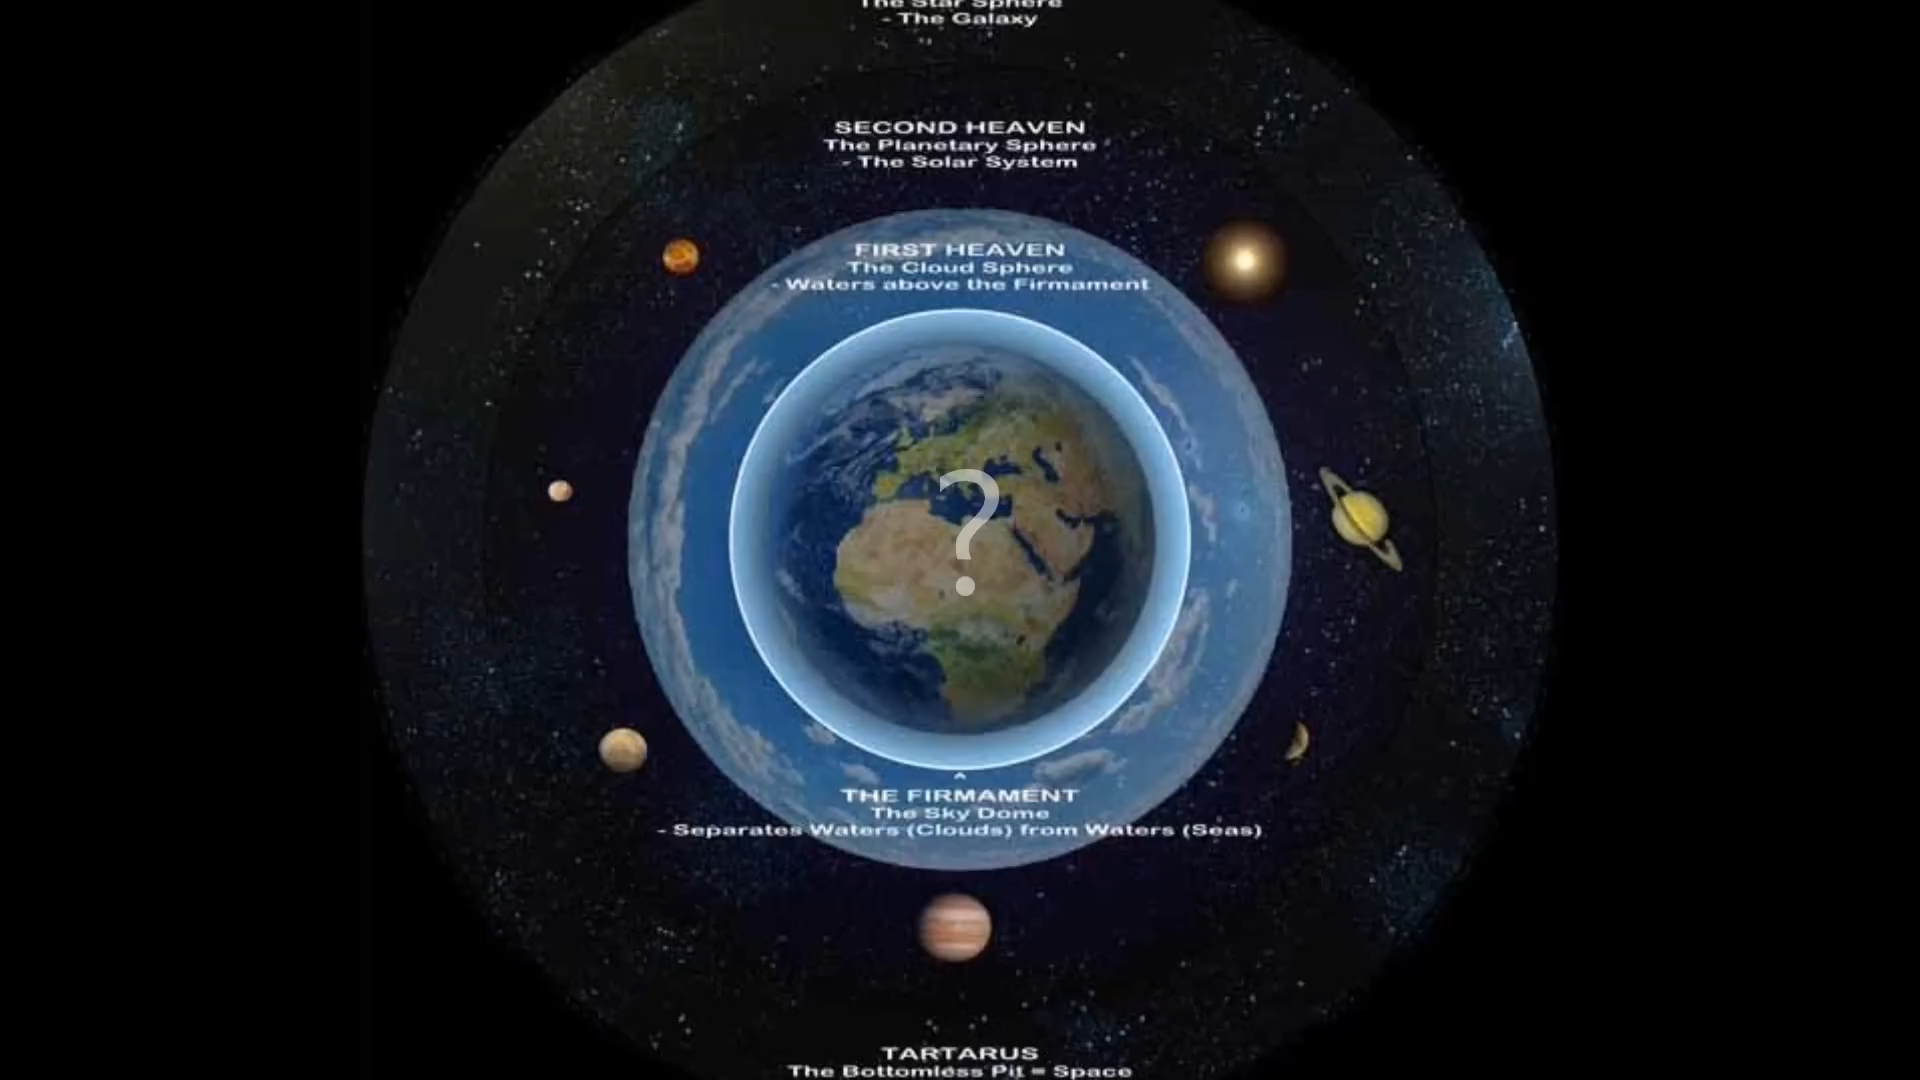 The Star Sphere
- The Galaxy
SECOND HEAVEN
The Planetary Sphere
- The Solar System
FIRST HEAVEN
The Cloud Sphere
- Waters above the Firmament
?
^
THE FIRMAMENT
The Sky Dome
- Separates Waters (Clouds) from Waters (Seas)
TARTARUS
The Bottomless Pit = Space